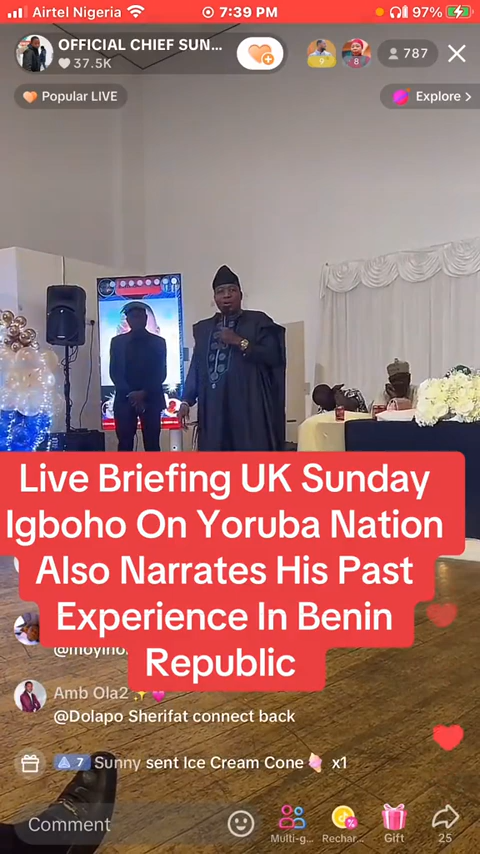 Airtel Nigeria
7:39 PM
97%
OFFICIAL CHIEF SUN...
37.5K
9
8
787
Popular LIVE
Explore >
Live Briefing UK Sunday
Igboho On Yoruba Nation
Also Narrates His Past
Experience In Benin
Republic
Amb Ola2
@Dolapo Sherifat connect back
7 Sunny sent Ice Cream Cone x1
Comment
Multi-g...
Rechar...
Gift
25